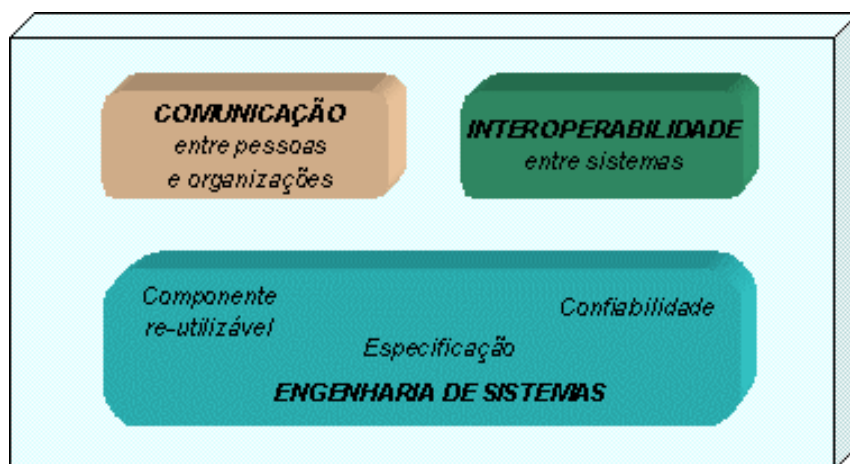 COMUNICAÇÃO
entre pessoas
e organizações
INTEROPERABILIDADE
entre sistemas
Componente
re-utilizável
Confiabilidade
Especificação
ENGENHARIA DE SISTEMAS